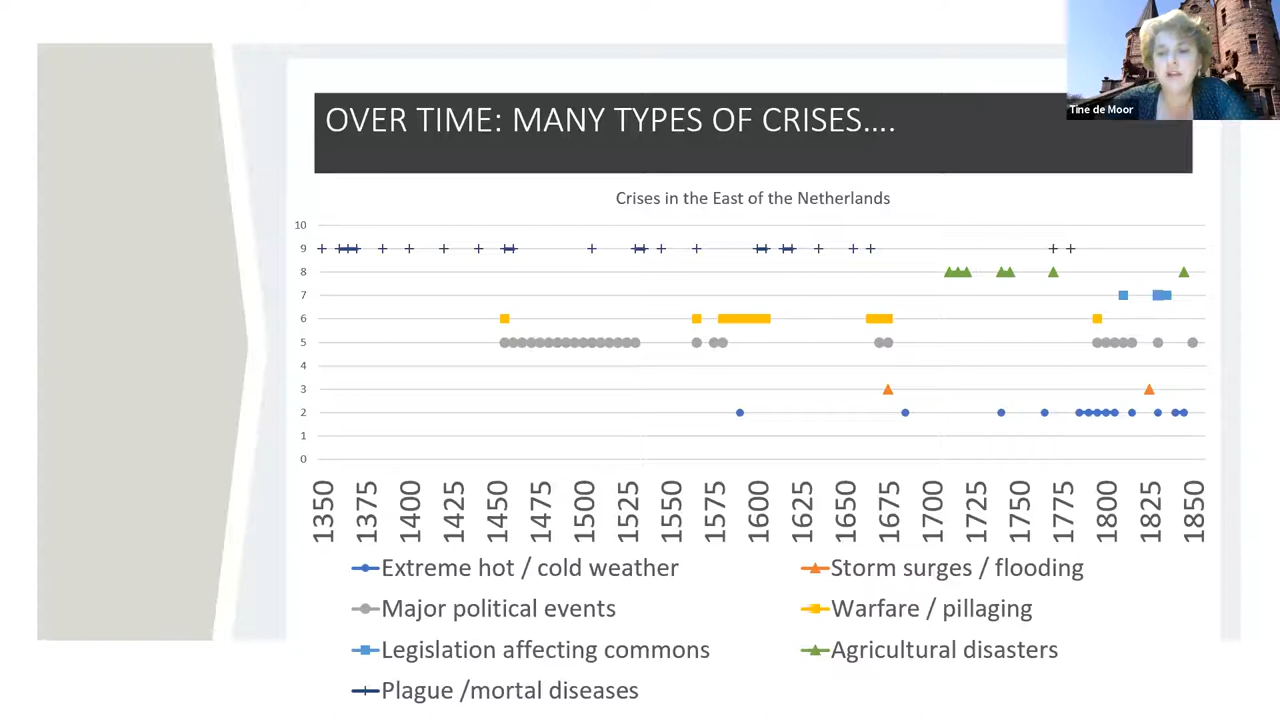 Tine de Moor
OVER TIME: MANY TYPES OF CRISES....
Crises in the East of the Netherlands
10
9
8
7
6
5
4
3
2
1
0
1350 1375 1400 1425 1450 1475 1500 1525 1550 1575 1600 1625 1650 1675 1700 1725 1750 1775 1800 1825 1850
Extreme hot / cold weather
Storm surges / flooding
Major political events
Warfare / pillaging
Legislation affecting commons
Agricultural disasters
Plague /mortal diseases